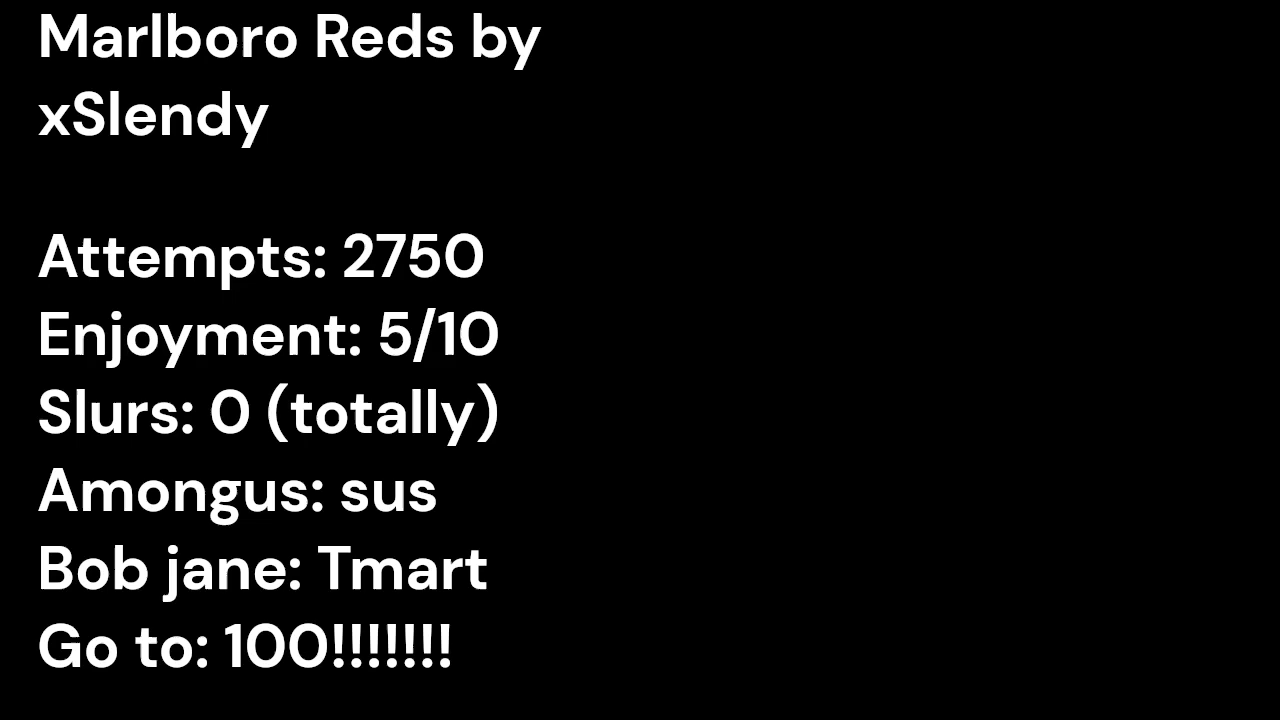 Marlboro Reds by
xSlendy
Attempts: 2750
Enjoyment: 5/10
Slurs: 0 (totally)
Amongus: sus
Bob jane: Tmart
Go to: 100!!!!!!!